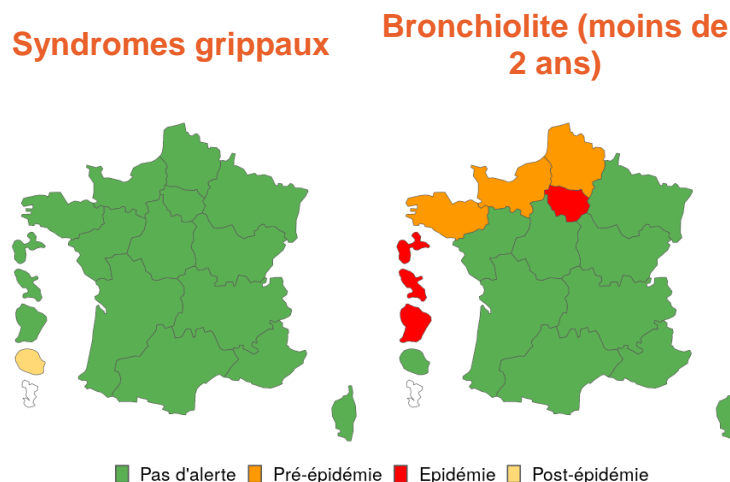 Syndromes grippaux
Bronchiolite (moins de
2 ans)
Pas d'alerte Pré-épidémie Epidémie Post-épidémie